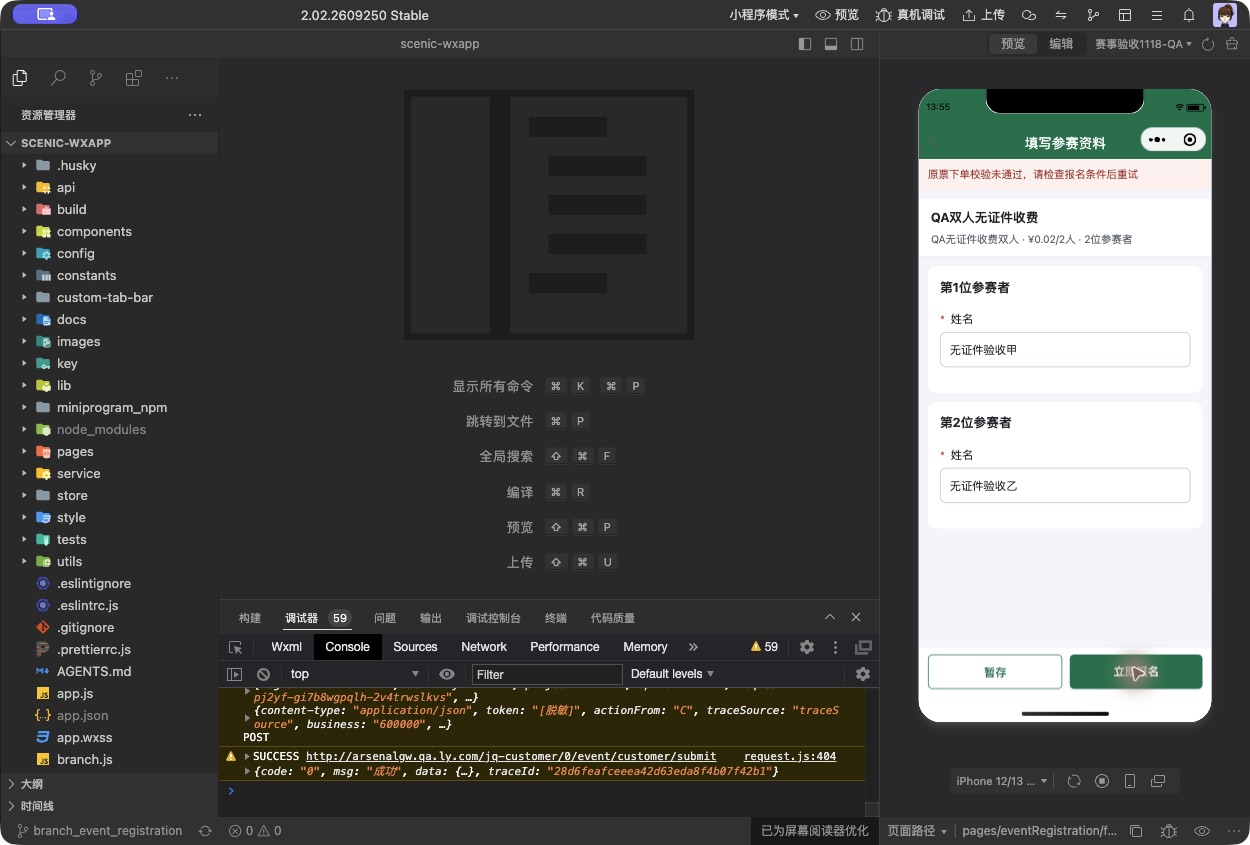 2.02.2609250 Stable
小程序模式
预览
真机调试
上传
scenic-wxapp
预览
编辑
赛事验收1118-QA
资源管理器
SCENIC-WXAPP
.husky
api
build
components
config
constants
custom-tab-bar
docs
images
key
lib
miniprogram_npm
node_modules
pages
service
store
style
tests
utils
.eslintignore
.eslintrc.js
.gitignore
.prettierrc.js
AGENTS.md
app.js
app.json
app.wxss
branch.js
大纲
时间线
显示所有命令 ⌘ K ⌘ P
跳转到文件 ⌘ P
全局搜索 ⇧ ⌘ F
编译 ⌘ R
预览 ⇧ ⌘ P
上传 ⇧ ⌘ U
构建 调试器 59 问题 输出 调试控制台 终端 代码质量
Wxml Console Sources Network Performance Memory 59
top Filter Default levels
pj2yf-gi7b8wgpqlh-2v4trwslkvs", …}
{content-type: "application/json", token: "[脱敏]", actionFrom: "C", traceSource: "traceS
ource", business: "600000", …}
POST
SUCCESS http://arsenalgw.qa.ly.com/jq-customer/0/event/customer/submit request.js:404
{code: "0", msg: "成功", data: {…}, traceId: "28d6feafceeea42d63eda8f4b07f42b1"}
13:55
填写参赛资料
原票下单校验未通过，请检查报名条件后重试
QA双人无证件收费
QA无证件收费双人 · ¥0.02/2人 · 2位参赛者
第1位参赛者
* 姓名
无证件验收甲
第2位参赛者
* 姓名
无证件验收乙
暂存
立即报名
iPhone 12/13 ...
branch_event_registration
0 0
已为屏幕阅读器优化
页面路径
pages/eventRegistration/f...